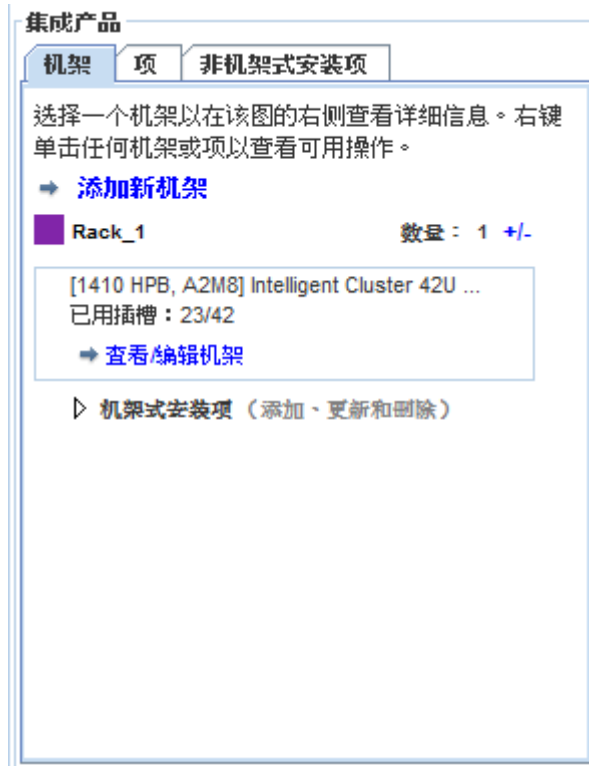 集成产品
机架 项 非机架式安装项
选择一个机架以在该图的右侧查看详细信息。右键
单击任何机架或项以查看可用操作。
添加新机架
Rack_1 数量： 1 +/-
[1410 HPB, A2M8] Intelligent Cluster 42U ...
已用插槽：23/42
查看/编辑机架
机架式安装项（添加、更新和删除）